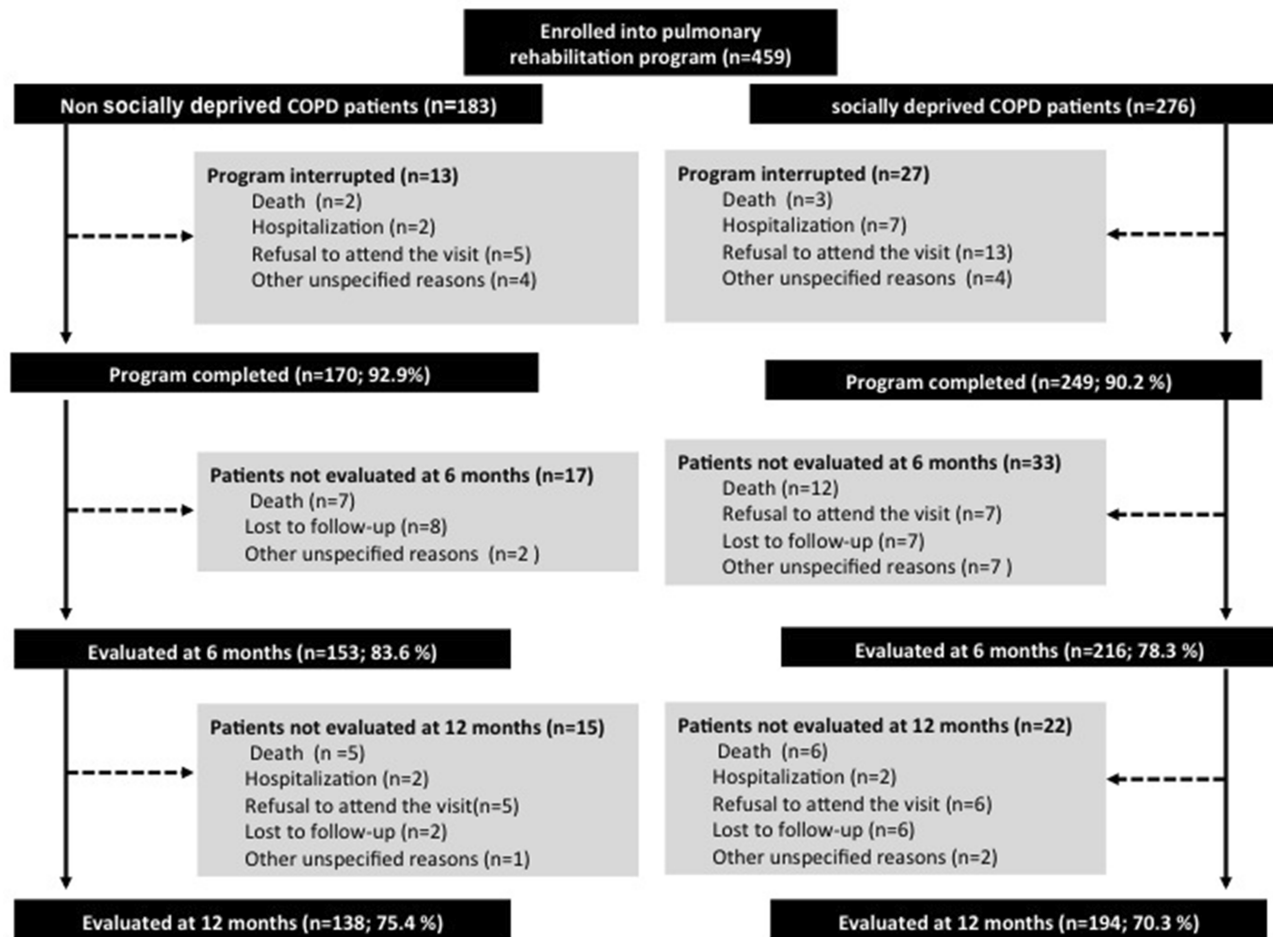 Enrolled into pulmonary
rehabilitation program (n=459)
Non socially deprived COPD patients (n=183)
socially deprived COPD patients (n=276)
Program interrupted (n=13)
Death (n=2)
Hospitalization (n=2)
Refusal to attend the visit (n=5)
Other unspecified reasons (n=4)
Program interrupted (n=27)
Death (n=3)
Hospitalization (n=7)
Refusal to attend the visit (n=13)
Other unspecified reasons (n=4)
Program completed (n=170; 92.9%)
Program completed (n=249; 90.2 %)
Patients not evaluated at 6 months (n=17)
Death (n=7)
Lost to follow-up (n=8)
Other unspecified reasons (n=2 )
Patients not evaluated at 6 months (n=33)
Death (n=12)
Refusal to attend the visit (n=7)
Lost to follow-up (n=7)
Other unspecified reasons (n=7 )
Evaluated at 6 months (n=153; 83.6 %)
Evaluated at 6 months (n=216; 78.3 %)
Patients not evaluated at 12 months (n=15)
Death (n =5)
Hospitalization (n=2)
Refusal to attend the visit(n=5)
Lost to follow-up (n=2)
Other unspecified reasons (n=1)
Patients not evaluated at 12 months (n=22)
Death (n=6)
Hospitalization (n=2)
Refusal to attend the visit (n=6)
Lost to follow-up (n=6)
Other unspecified reasons (n=2)
Evaluated at 12 months (n=138; 75.4 %)
Evaluated at 12 months (n=194; 70.3 %)